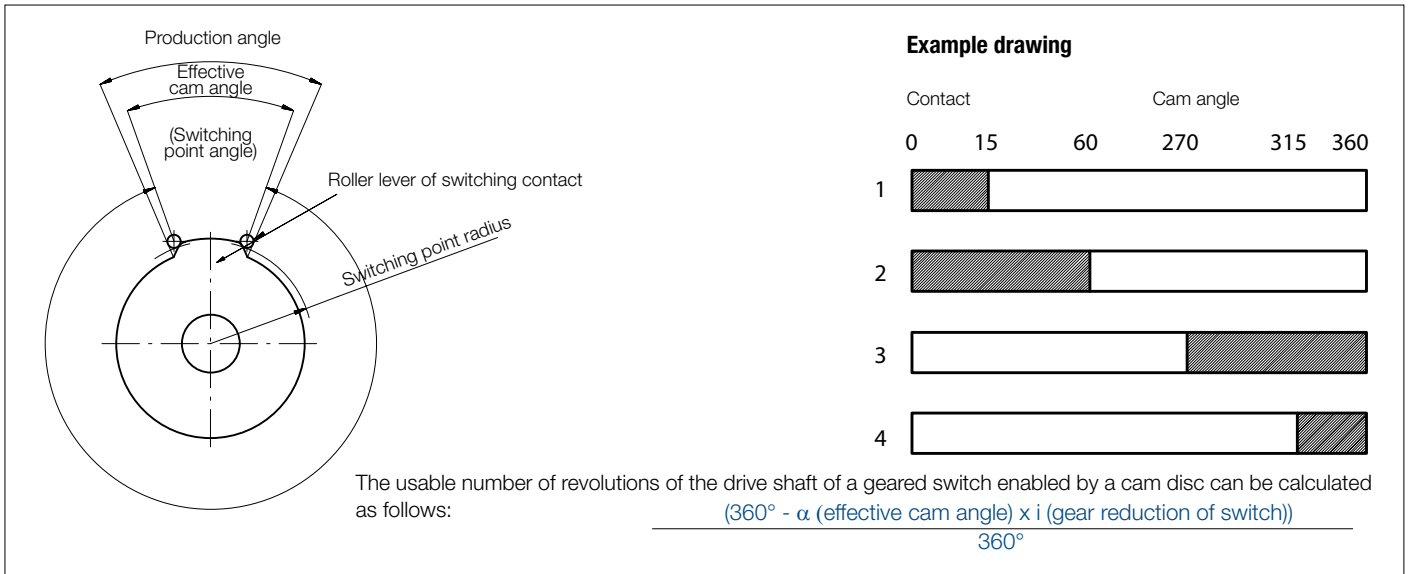 Production angle
Effective
cam angle
(Switching
point angle)
Roller lever of switching contact
Switching point radius
Example drawing
Contact Cam angle
0 15 60 270 315 360
1
2
3
4
The usable number of revolutions of the drive shaft of a geared switch enabled by a cam disc can be calculated
as follows: (360° - α (effective cam angle) x i (gear reduction of switch))
360°